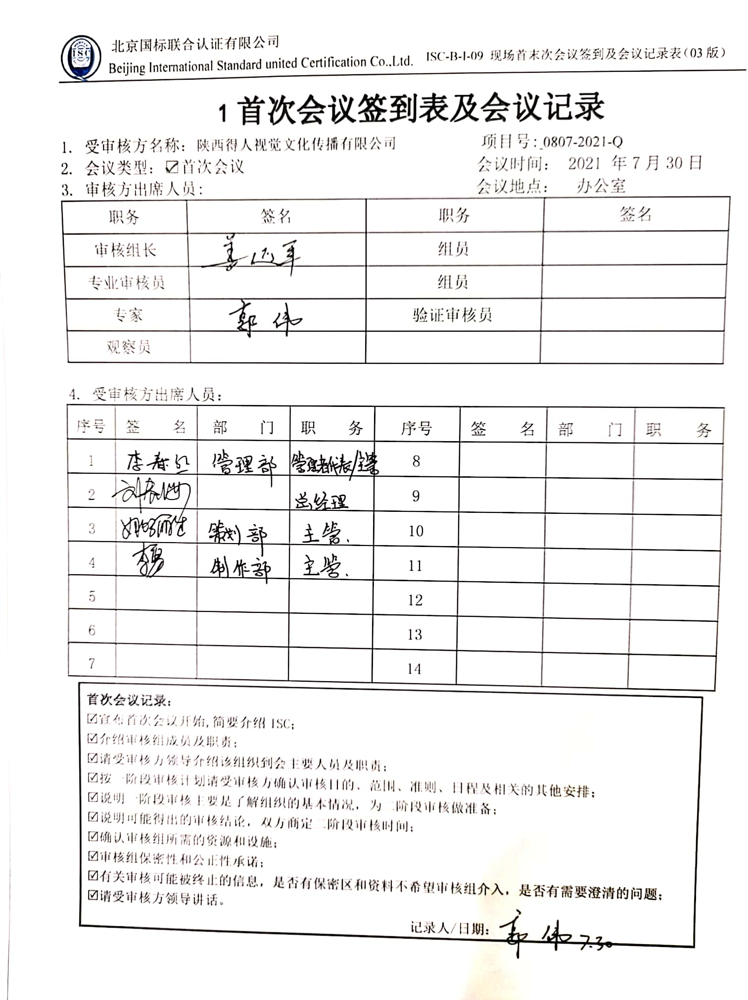 ISC
北京国标联合认证有限公司
Beijing International Standard united Certification Co.,Ltd.
ISC-B-I-09 现场首末次会议签到及会议记录表(03版)
1首次会议签到表及会议记录
1. 受审核方名称：陕西得人视觉文化传播有限公司 项目号:_0807-2021-Q
2. 会议类型：☑首次会议 会议时间： 2021 年 7 月 30 日
3. 审核方出席人员: 会议地点： 办公室
职务 签名 职务 签名
审核组长 组员
专业审核员 组员
专家 郭伟 验证审核员
观察员
4. 受审核方出席人员：
序号 签 名 部 门 职 务 序号 签 名 部 门 职 务
1 李春红 管理部 管理者代表/主管 8
2 总经理 9
3 策划部 主管. 10
4 李勇 制作部 主管. 11
5 12
6 13
7 14
首次会议记录：
☑宣布首次会议开始,简要介绍 ISC;
☑介绍审核组成员及职责;
☑请受审核方领导介绍该组织到会主要人员及职责;
☑按一阶段审核计划请受审核方确认审核目的、范围、准则、日程及相关的其他安排;
☑说明一阶段审核主要是了解组织的基本情况，为二阶段审核做准备;
☑说明可能得出的审核结论，双方商定二阶段审核时间;
☑确认审核组所需的资源和设施;
☑审核组保密性和公正性承诺;
☑有关审核可能被终止的信息，是否有保密区和资料不希望审核组介入，是否有需要澄清的问题;
☑请受审核方领导讲话。
记录人/日期： 郭伟 7.30